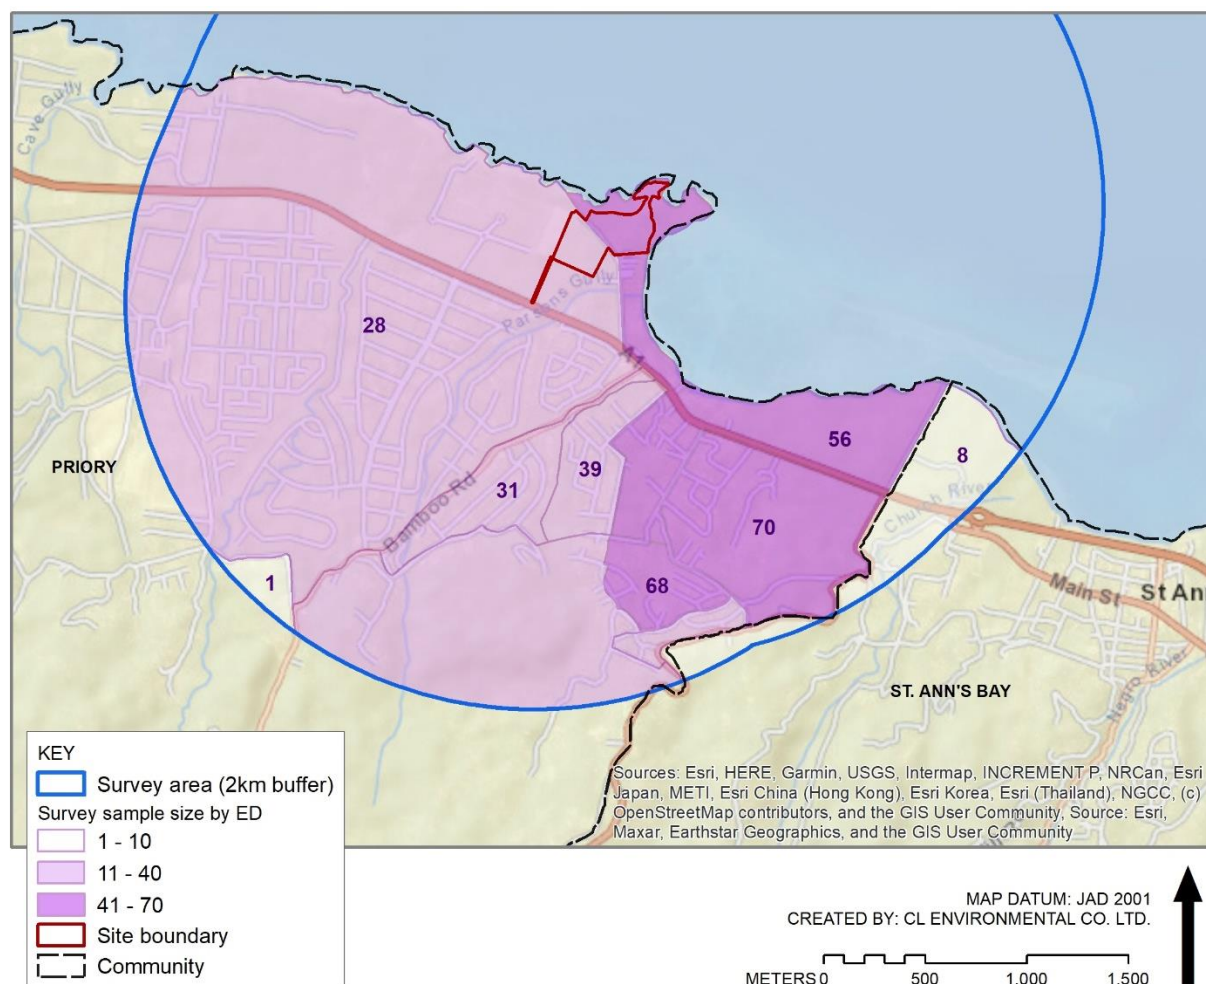 Cave Gully
Parsons Gully
28
A1
56
8
PRIORY
39
31
Bamboo Rd
Church River
70
1
68
Main St
St Ann
ST. ANN'S BAY
Negro River
KEY
Survey area (2km buffer)
Survey sample size by ED
1 - 10
11 - 40
41 - 70
Site boundary
Community
Sources: Esri, HERE, Garmin, USGS, Intermap, INCREMENT P, NRCan, Esri
Japan, METI, Esri China (Hong Kong), Esri Korea, Esri (Thailand), NGCC, (c)
OpenStreetMap contributors, and the GIS User Community, Source: Esri,
Maxar, Earthstar Geographics, and the GIS User Community
MAP DATUM: JAD 2001
CREATED BY: CL ENVIRONMENTAL CO. LTD.
METERS 0 500 1,000 1,500